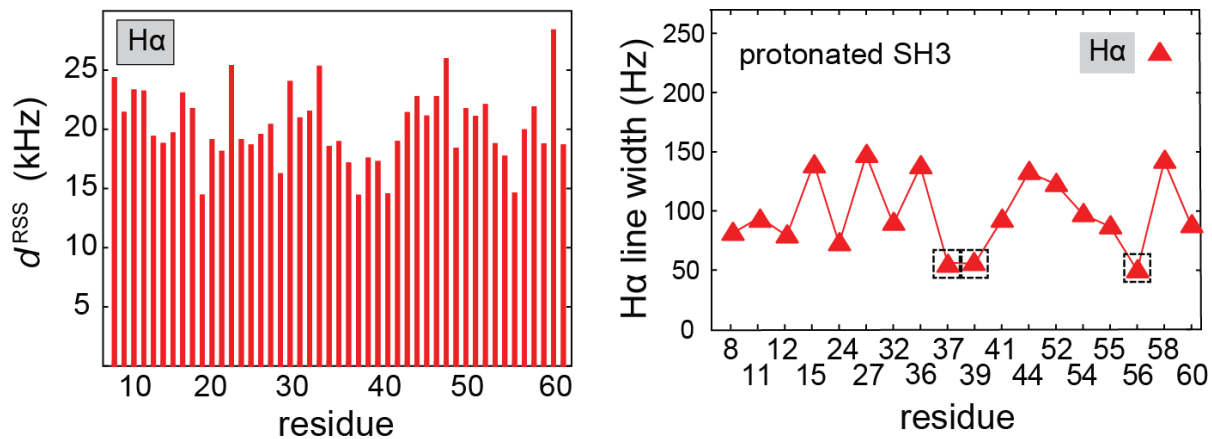 Hα
d^RSS (kHz)
25
20
15
10
5
10 20 30 40 50 60
residue
protonated SH3
Hα
Hα line width (Hz)
250
200
150
100
50
0
8 12 24 32 37 41 52 55 58
11 15 27 36 39 44 54 56 60
residue